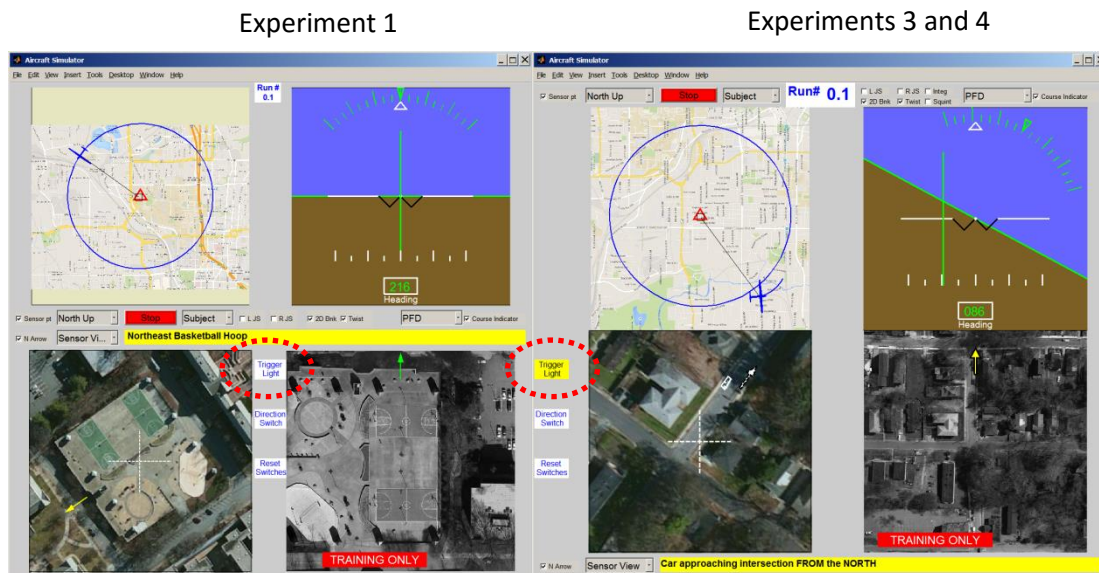 Experiment 1
Experiments 3 and 4
Aircraft Simulator
File Edit View Insert Tools Desktop Window Help
Run #
0.1
216
Heading
Sensor pt North Up Stop Subject L JS R JS 2D Bnk Twist PFD Course Indicator
N Arrow Sensor Vi... Northeast Basketball Hoop
Trigger
Light
Direction
Switch
Reset
Switches
TRAINING ONLY
Aircraft Simulator
File Edit View Insert Tools Desktop Window Help
Sensor pt North Up Stop Subject Run# 0.1 L JS R JS Integ PFD Course Indicator
2D Bnk Twist Squint
086
Heading
Trigger
Light
Direction
Switch
Reset
Switches
TRAINING ONLY
N Arrow Sensor View Car approaching intersection FROM the NORTH